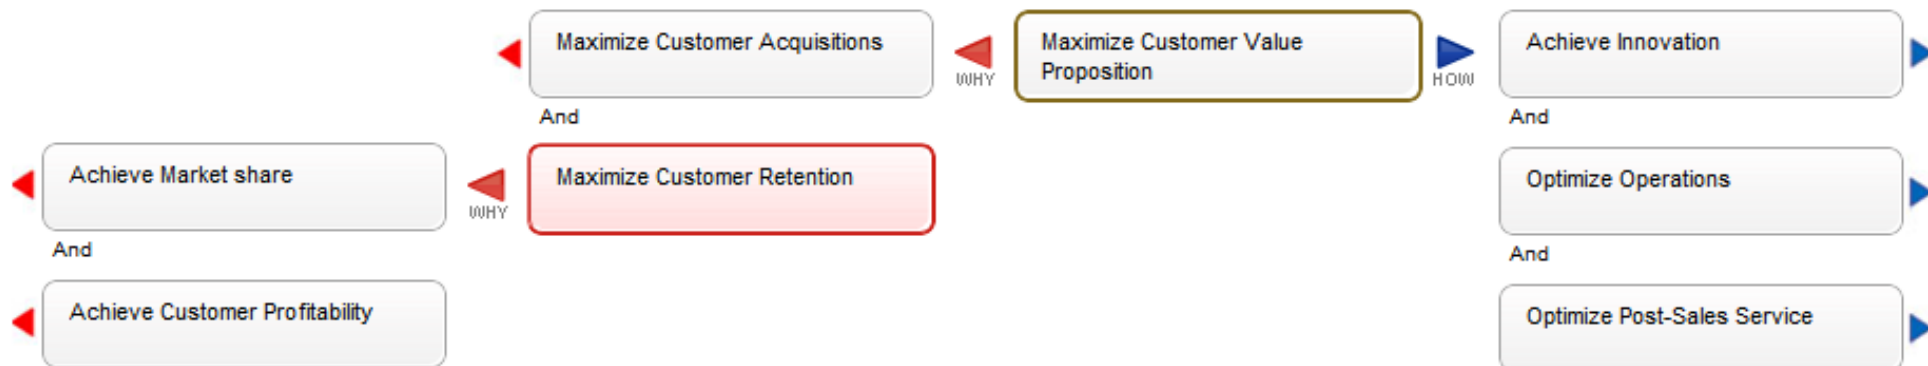 Maximize Customer Acquisitions
WHY
Maximize Customer Value
Proposition
HOW
Achieve Innovation
And
And
Achieve Market share
WHY
Maximize Customer Retention
Optimize Operations
And
And
Achieve Customer Profitability
Optimize Post-Sales Service